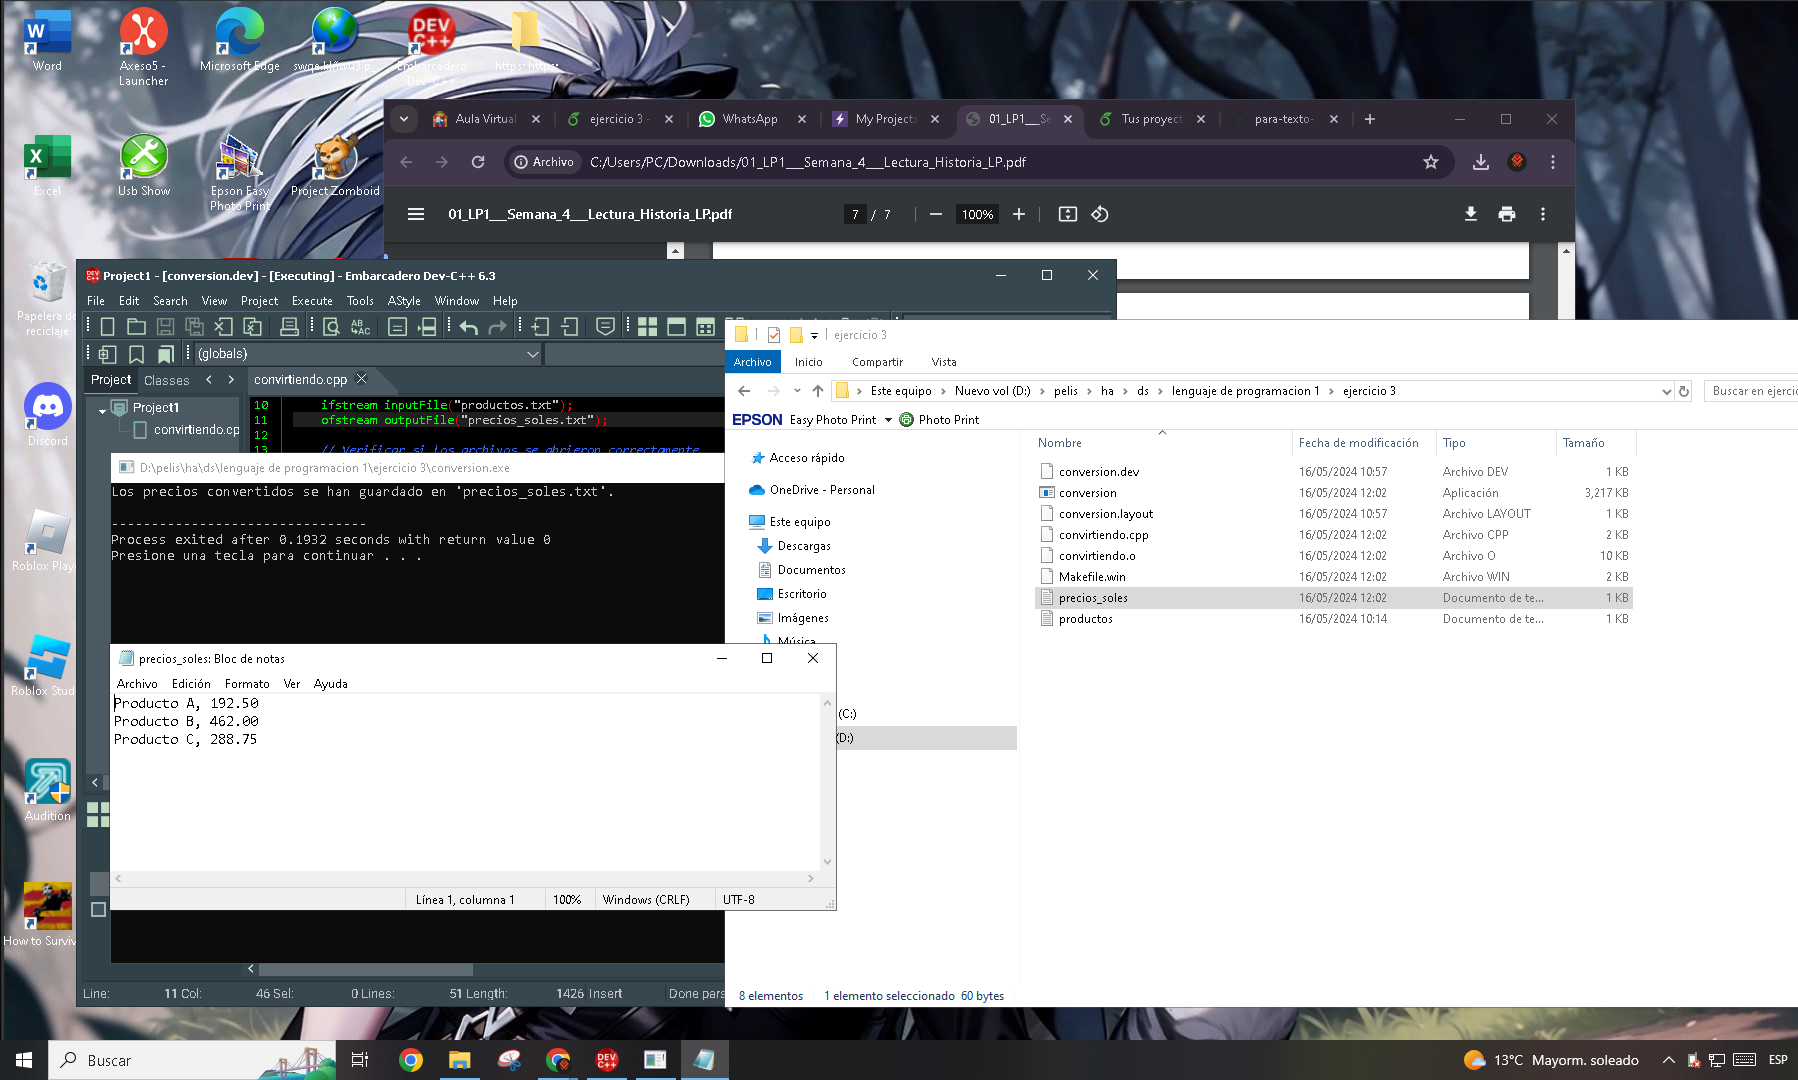 Word
Axeso5 -
Launcher
Microsoft Edge
Embarcadero
Dev-C++
Excel
Usb Show
Epson Easy
Photo Print
Project Zomboid
Papelera de
reciclaje
Discord
Roblox Play
Roblox Stud
Audition
How to Surviv
Aula Virtual
ejercicio 3 -
WhatsApp
My Projects
01_LP1___Se
Tus proyect
para-texto-
Archivo
C:/Users/PC/Downloads/01_LP1___Semana_4___Lectura_Historia_LP.pdf
01_LP1___Semana_4___Lectura_Historia_LP.pdf
7 / 7
100%
Project1 - [conversion.dev] - [Executing] - Embarcadero Dev-C++ 6.3
File Edit Search View Project Execute Tools AStyle Window Help
(globals)
Project Classes
convirtiendo.cpp
Project1
convirtiendo.cp
10 ifstream inputFile("productos.txt");
11 ofstream outputFile("precios_soles.txt");
12
13 // Verificar si los archivos se abrieron correctamente
D:\pelis\ha\ds\lenguaje de programacion 1\ejercicio 3\conversion.exe
Los precios convertidos se han guardado en 'precios_soles.txt'.
--------------------------------
Process exited after 0.1932 seconds with return value 0
Presione una tecla para continuar . . .
precios_soles: Bloc de notas
Archivo Edición Formato Ver Ayuda
Producto A, 192.50
Producto B, 462.00
Producto C, 288.75
Línea 1, columna 1 100% Windows (CRLF) UTF-8
Line: 11 Col: 46 Sel: 0 Lines: 51 Length: 1426 Insert Done pars
ejercicio 3
Archivo Inicio Compartir Vista
Este equipo > Nuevo vol (D:) > pelis > ha > ds > lenguaje de programacion 1 > ejercicio 3
Buscar en ejercic
EPSON Easy Photo Print Photo Print
Acceso rápido
OneDrive - Personal
Este equipo
Descargas
Documentos
Escritorio
Imágenes
Música
(C:)
(D:)
Nombre Fecha de modificación Tipo Tamaño
conversion.dev 16/05/2024 10:57 Archivo DEV 1 KB
conversion 16/05/2024 12:02 Aplicación 3,217 KB
conversion.layout 16/05/2024 10:57 Archivo LAYOUT 1 KB
convirtiendo.cpp 16/05/2024 12:02 Archivo CPP 2 KB
convirtiendo.o 16/05/2024 12:02 Archivo O 10 KB
Makefile.win 16/05/2024 12:02 Archivo WIN 2 KB
precios_soles 16/05/2024 12:02 Documento de te... 1 KB
productos 16/05/2024 10:14 Documento de te... 1 KB
8 elementos 1 elemento seleccionado 60 bytes
Buscar
13°C Mayorm. soleado
ESP